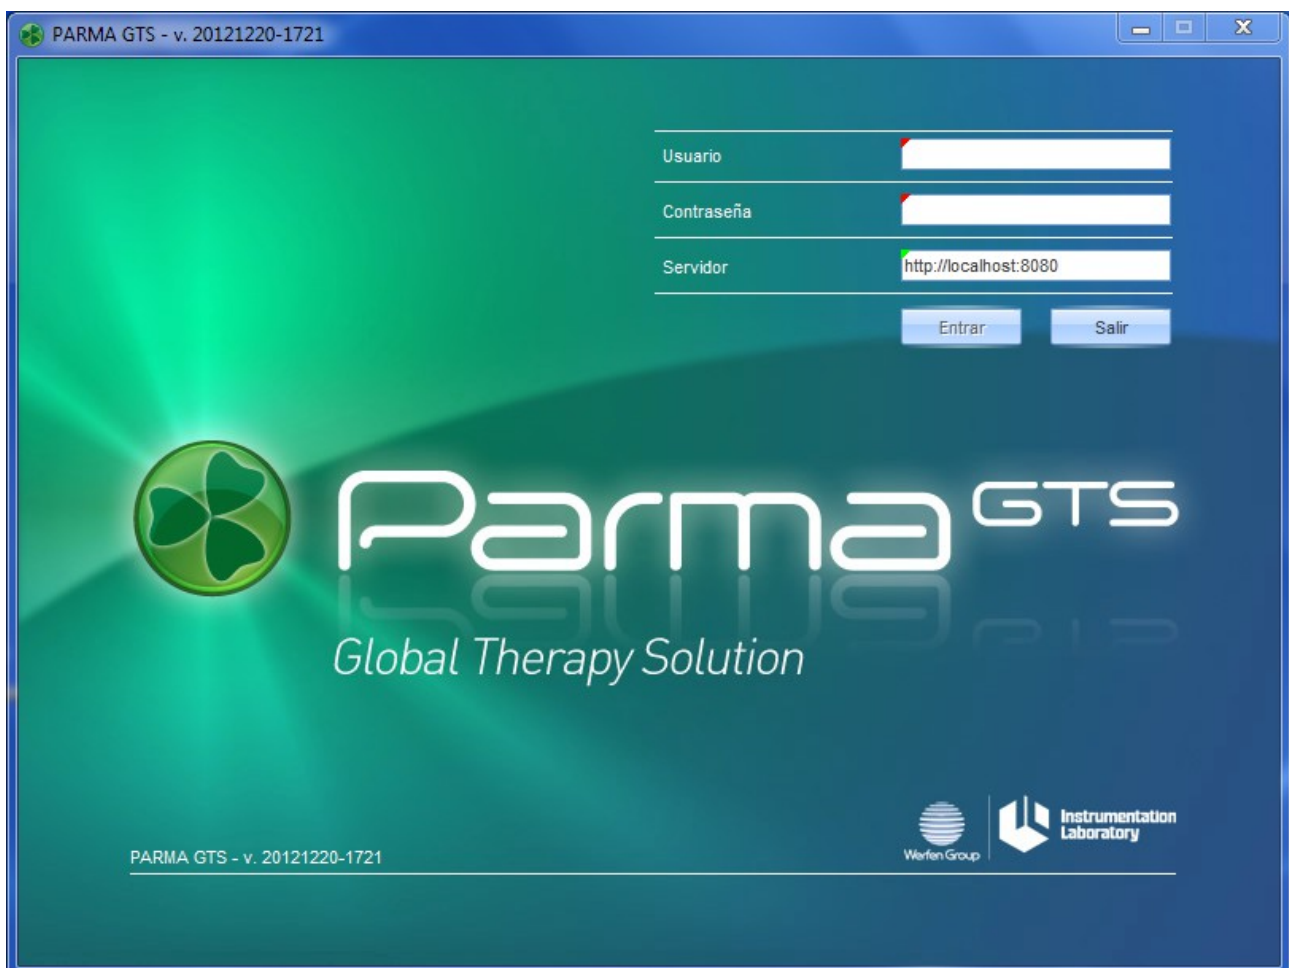 PARMA GTS - v. 20121220-1721
Usuario
Contraseña
Servidor http://localhost:8080
Entrar Salir
Parma GTS
Global Therapy Solution
Instrumentation
Laboratory
Werfen Group
PARMA GTS - v. 20121220-1721